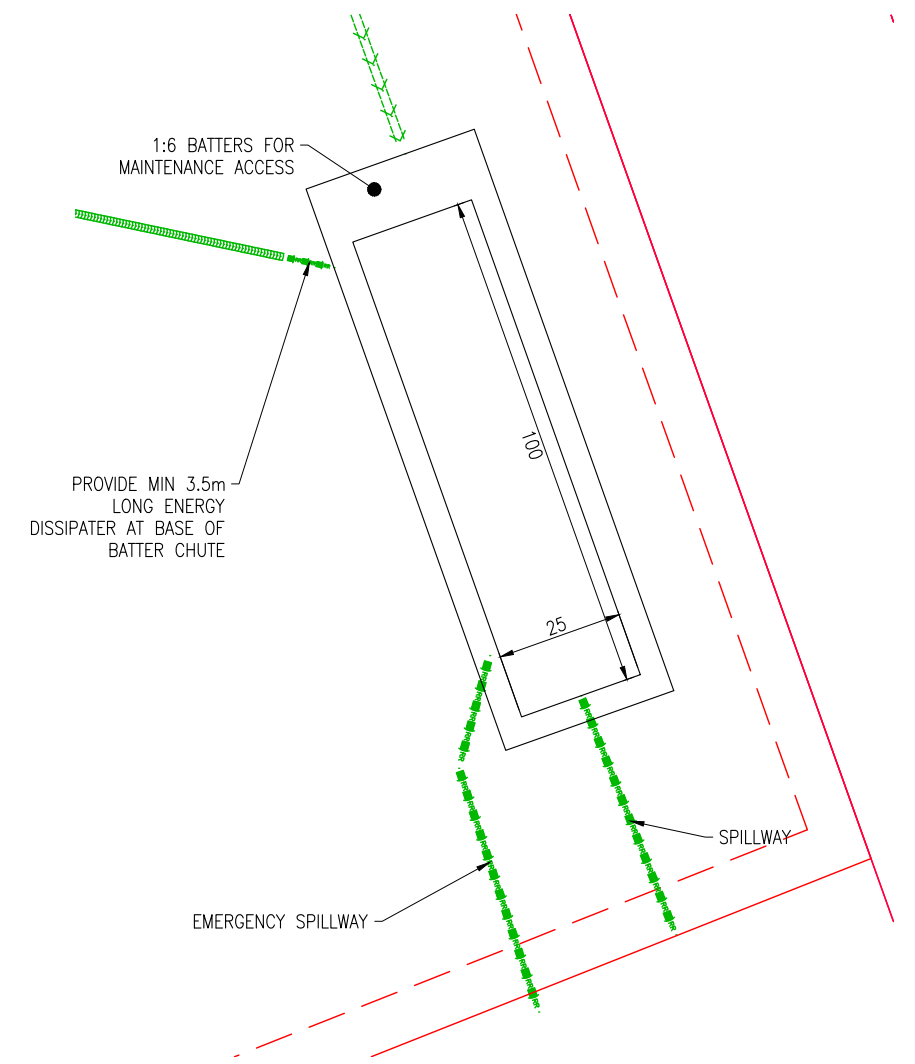 1:6 BATTERS FOR
MAINTENANCE ACCESS
PROVIDE MIN 3.5m
LONG ENERGY
DISSIPATER AT BASE OF
BATTER CHUTE
100
25
SPILLWAY
EMERGENCY SPILLWAY